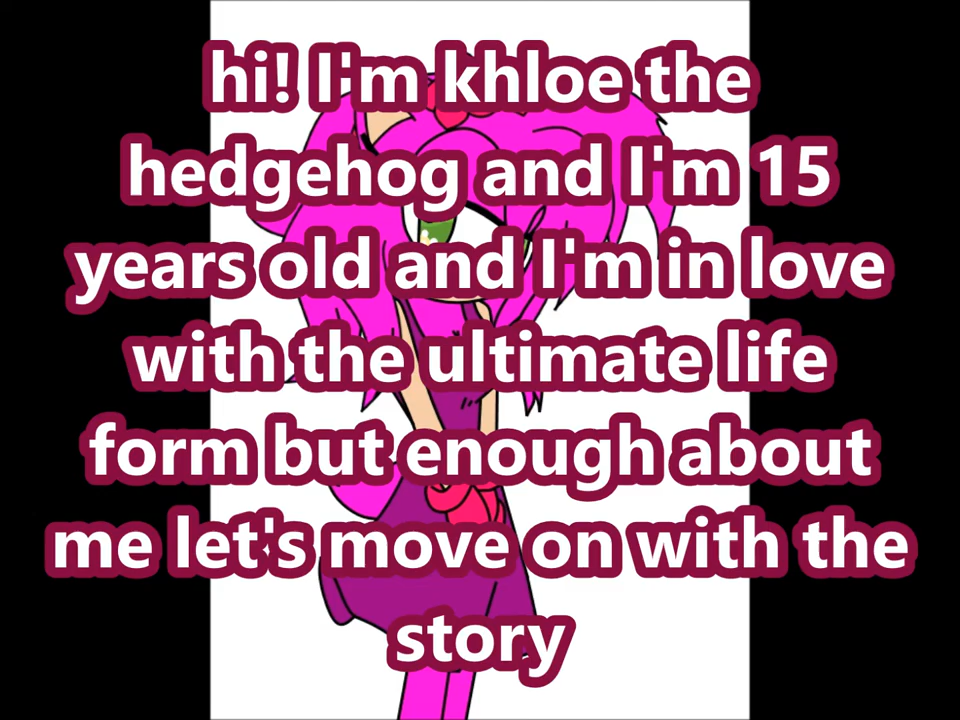 hi! I'm khloe the
hedgehog and I'm 15
years old and I'm in love
with the ultimate life
form but enough about
me let's move on with the
story